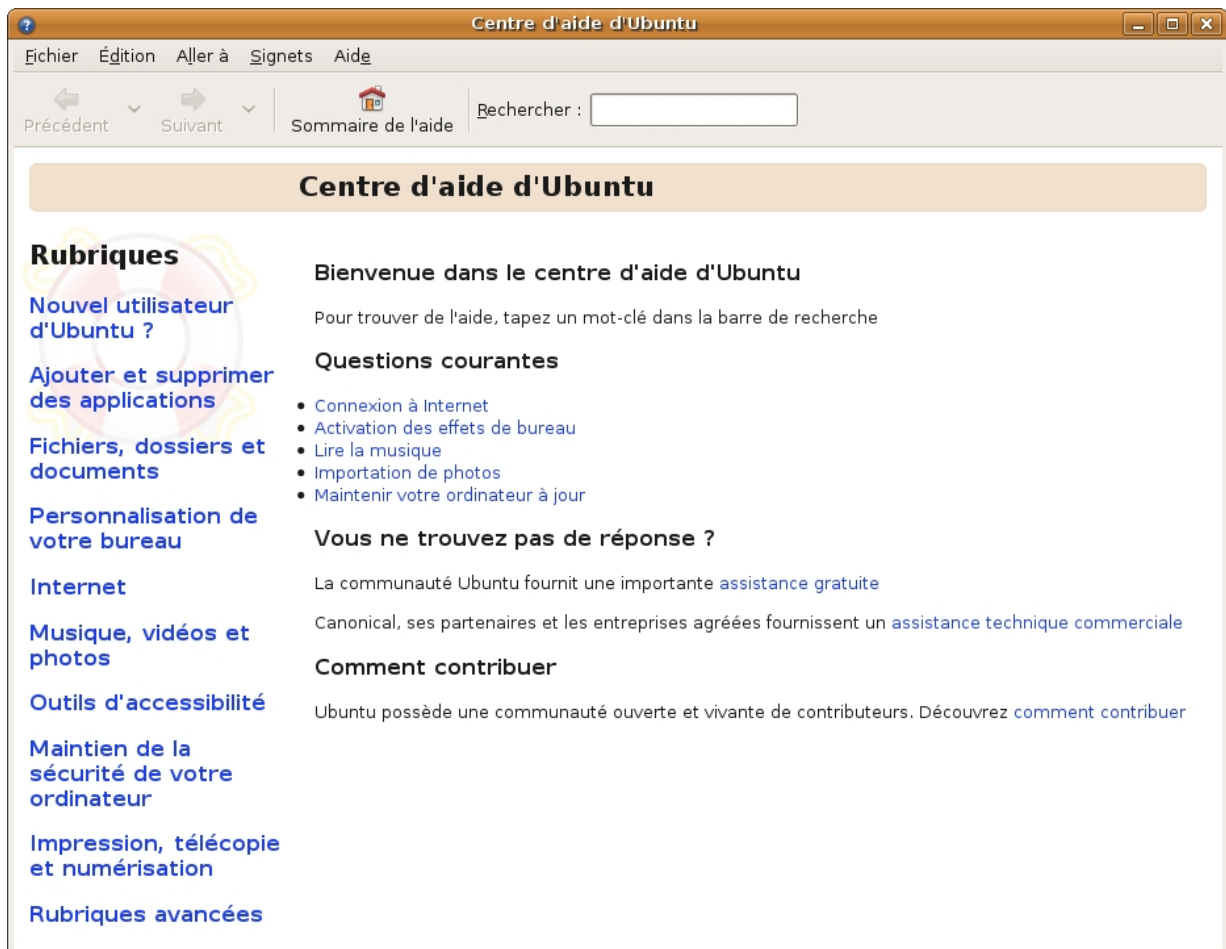 Centre d'aide d'Ubuntu
Fichier Édition Aller à Signets Aide
Précédent Suivant Sommaire de l'aide Rechercher :
Centre d'aide d'Ubuntu
Rubriques
Nouvel utilisateur
d'Ubuntu ?
Ajouter et supprimer
des applications
Fichiers, dossiers et
documents
Personnalisation de
votre bureau
Internet
Musique, vidéos et
photos
Outils d'accessibilité
Maintien de la
sécurité de votre
ordinateur
Impression, télécopie
et numérisation
Rubriques avancées
Bienvenue dans le centre d'aide d'Ubuntu
Pour trouver de l'aide, tapez un mot-clé dans la barre de recherche
Questions courantes
• Connexion à Internet
• Activation des effets de bureau
• Lire la musique
• Importation de photos
• Maintenir votre ordinateur à jour
Vous ne trouvez pas de réponse ?
La communauté Ubuntu fournit une importante assistance gratuite
Canonical, ses partenaires et les entreprises agréées fournissent un assistance technique commerciale
Comment contribuer
Ubuntu possède une communauté ouverte et vivante de contributeurs. Découvrez comment contribuer